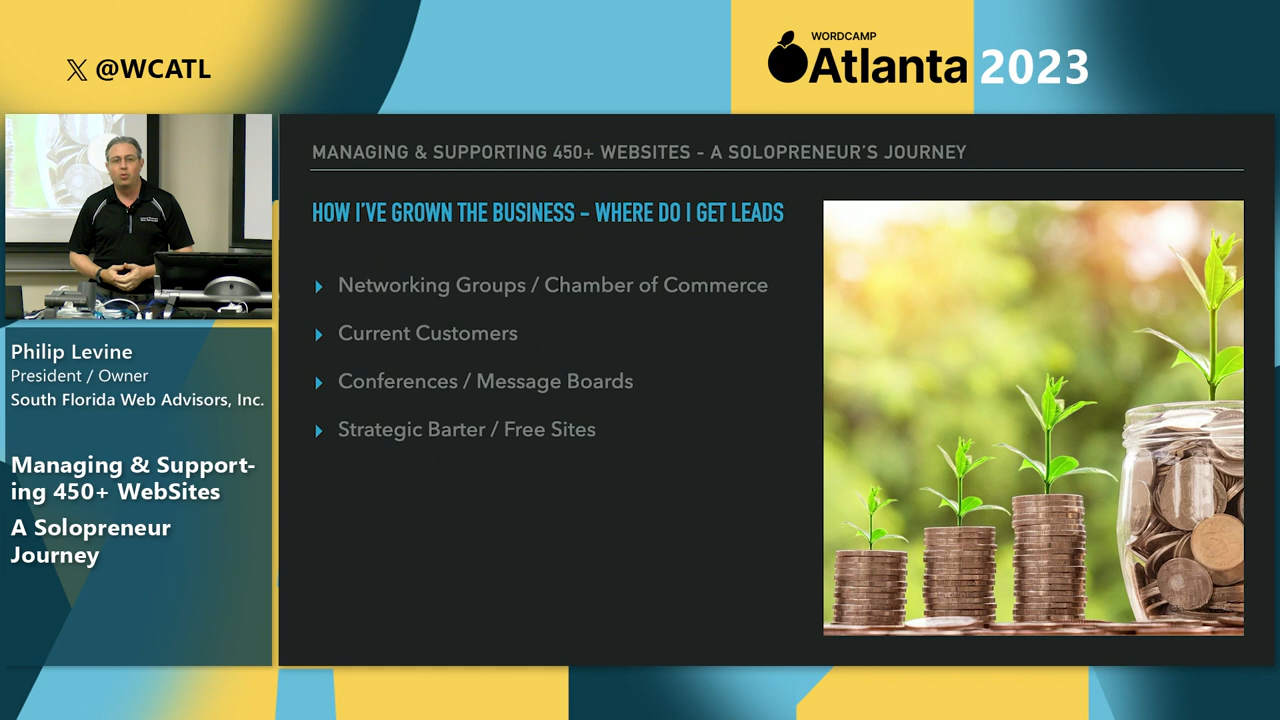 𝕏 @WCATL
WORDCAMP
Atlanta 2023
MANAGING & SUPPORTING 450+ WEBSITES - A SOLOPRENEUR'S JOURNEY
HOW I'VE GROWN THE BUSINESS – WHERE DO I GET LEADS
Networking Groups / Chamber of Commerce
Current Customers
Conferences / Message Boards
Strategic Barter / Free Sites
Philip Levine
President / Owner
South Florida Web Advisors, Inc.
Managing & Support-
ing 450+ WebSites
A Solopreneur
Journey